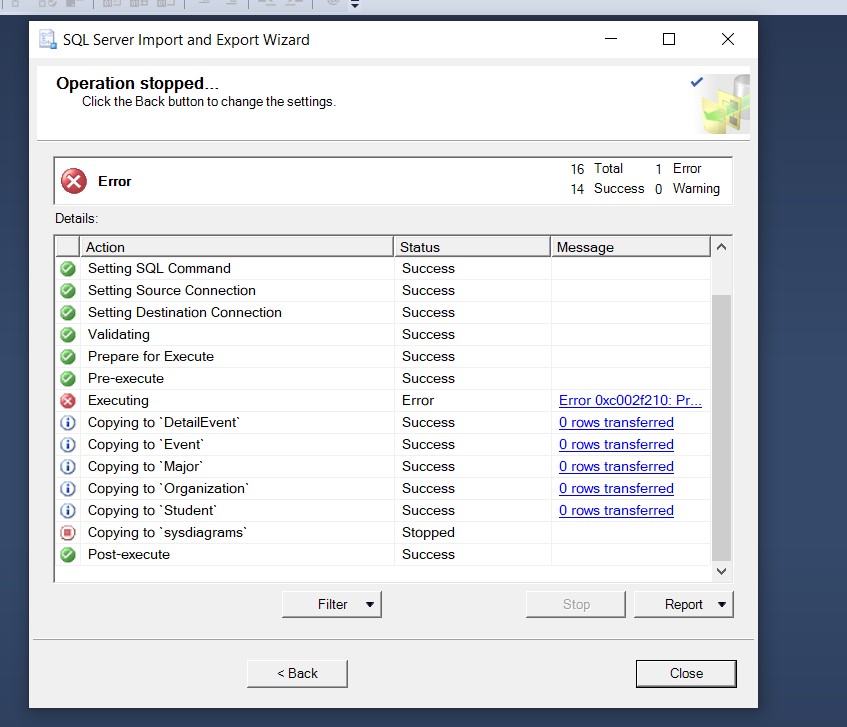 SQL Server Import and Export Wizard
Operation stopped...
Click the Back button to change the settings.
Error
16 Total 1 Error
14 Success 0 Warning
Details:
Action Status Message
Setting SQL Command Success
Setting Source Connection Success
Setting Destination Connection Success
Validating Success
Prepare for Execute Success
Pre-execute Success
Executing Error Error 0xc002f210: Pr...
Copying to `DetailEvent` Success 0 rows transferred
Copying to `Event` Success 0 rows transferred
Copying to `Major` Success 0 rows transferred
Copying to `Organization` Success 0 rows transferred
Copying to `Student` Success 0 rows transferred
Copying to `sysdiagrams` Stopped
Post-execute Success
Filter Stop Report
< Back Close